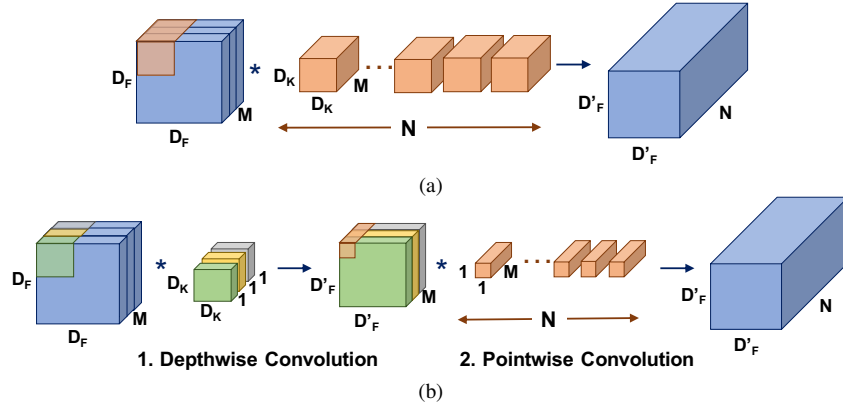 D_F * D_K M ... → D'_F N
D_F M D_K N D'_F
(a)
D_F * D_K 1 1 1 → D'_F * 1 M ... → D'_F N
D_F M D_K D'_F M 1 N D'_F
1. Depthwise Convolution 2. Pointwise Convolution
(b)